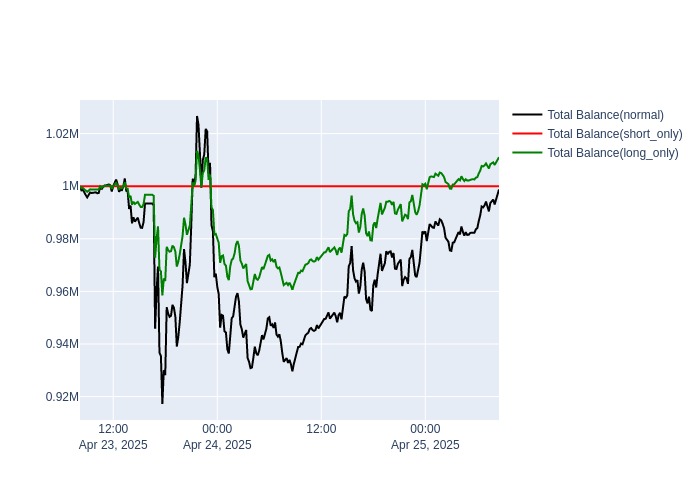 1.02M
1M
0.98M
0.96M
0.94M
0.92M
12:00
Apr 23, 2025
00:00
Apr 24, 2025
12:00
00:00
Apr 25, 2025
Total Balance(normal)
Total Balance(short_only)
Total Balance(long_only)